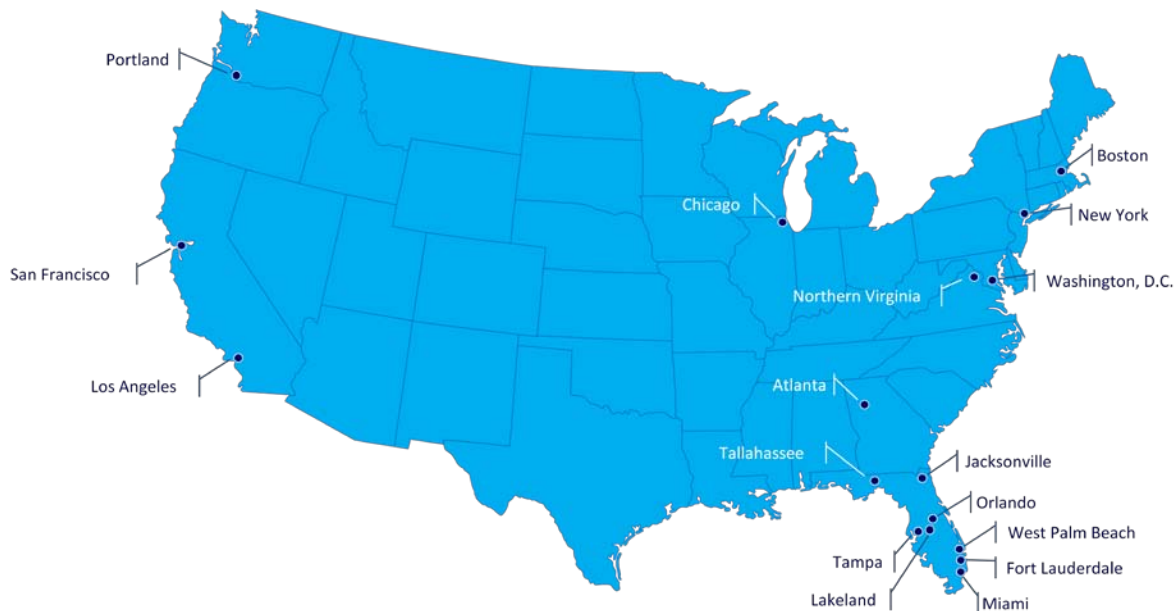 Portland
Boston
Chicago
New York
San Francisco
Washington, D.C.
Northern Virginia
Los Angeles
Atlanta
Tallahassee
Jacksonville
Orlando
West Palm Beach
Tampa
Fort Lauderdale
Lakeland
Miami